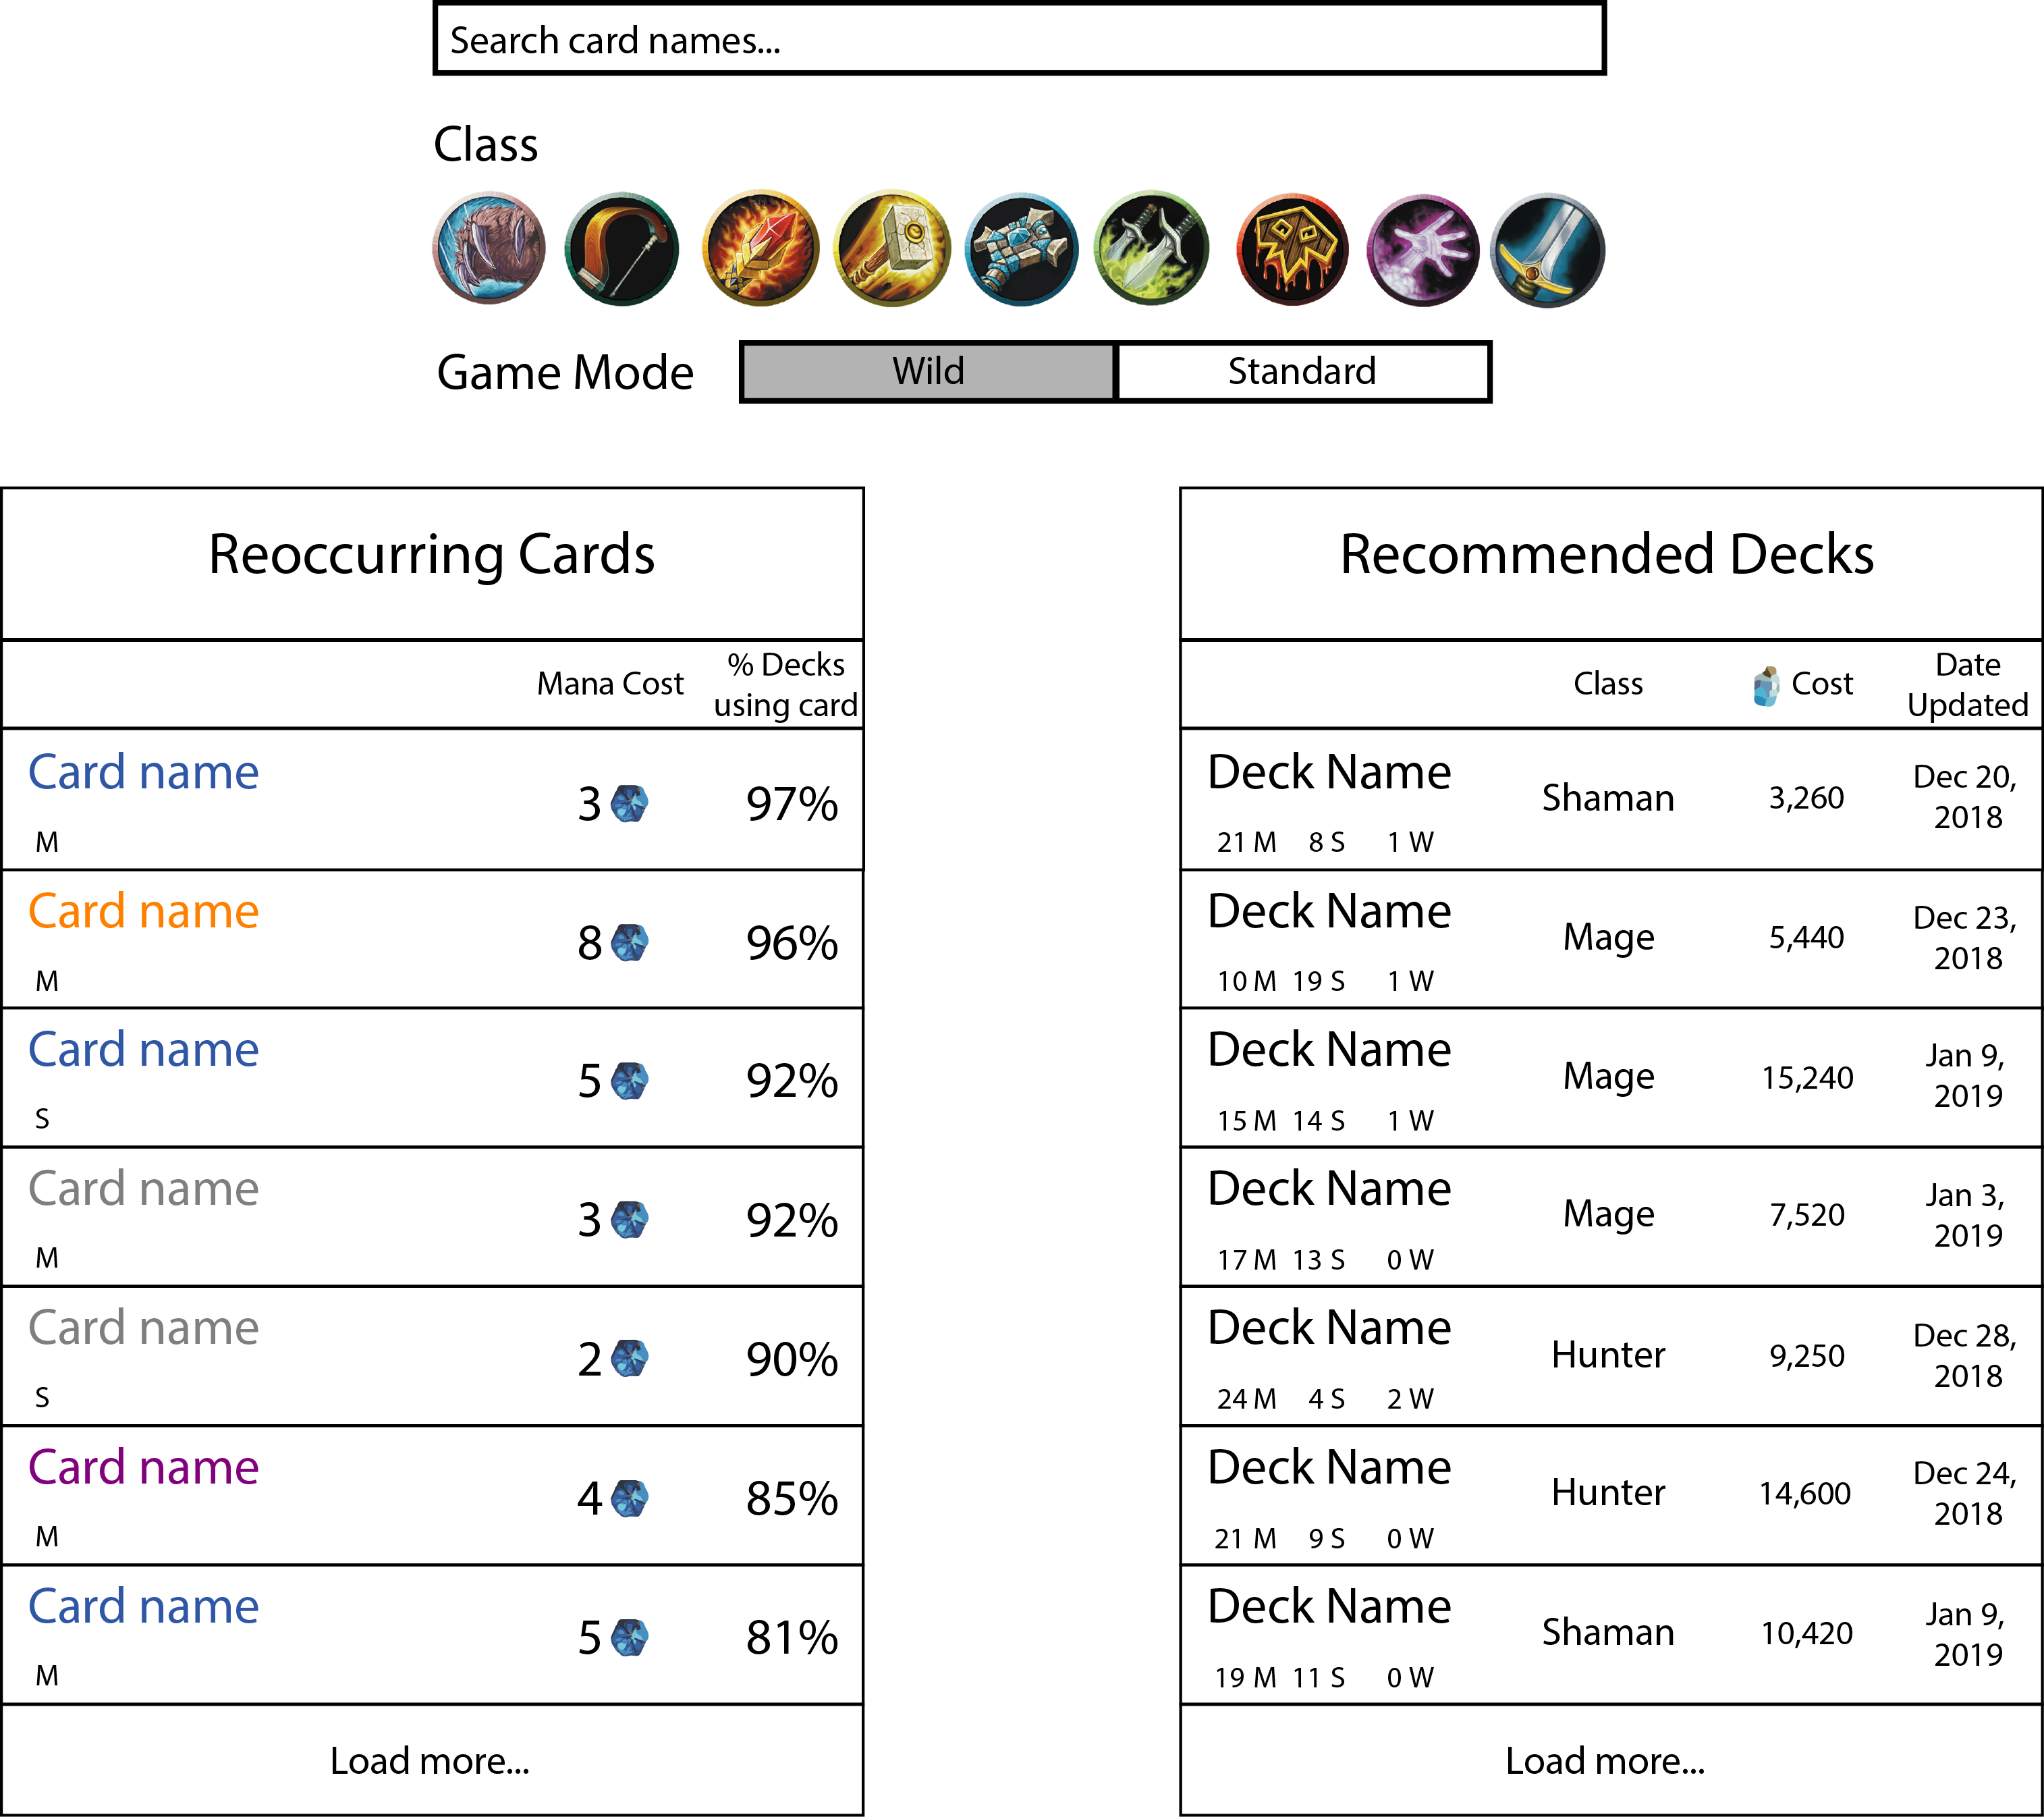 Search card names...
Class
Game Mode
Wild
Standard
Reoccurring Cards
Mana Cost
% Decks
using card
Card name
3
97%
M
Card name
8
96%
M
Card name
5
92%
S
Card name
3
92%
M
Card name
2
90%
S
Card name
4
85%
M
Card name
5
81%
M
Load more...
Recommended Decks
Class
Cost
Date
Updated
Deck Name
Shaman
3,260
Dec 20,
2018
21 M 8 S 1 W
Deck Name
Mage
5,440
Dec 23,
2018
10 M 19 S 1 W
Deck Name
Mage
15,240
Jan 9,
2019
15 M 14 S 1 W
Deck Name
Mage
7,520
Jan 3,
2019
17 M 13 S 0 W
Deck Name
Hunter
9,250
Dec 28,
2018
24 M 4 S 2 W
Deck Name
Hunter
14,600
Dec 24,
2018
21 M 9 S 0 W
Deck Name
Shaman
10,420
Jan 9,
2019
19 M 11 S 0 W
Load more...